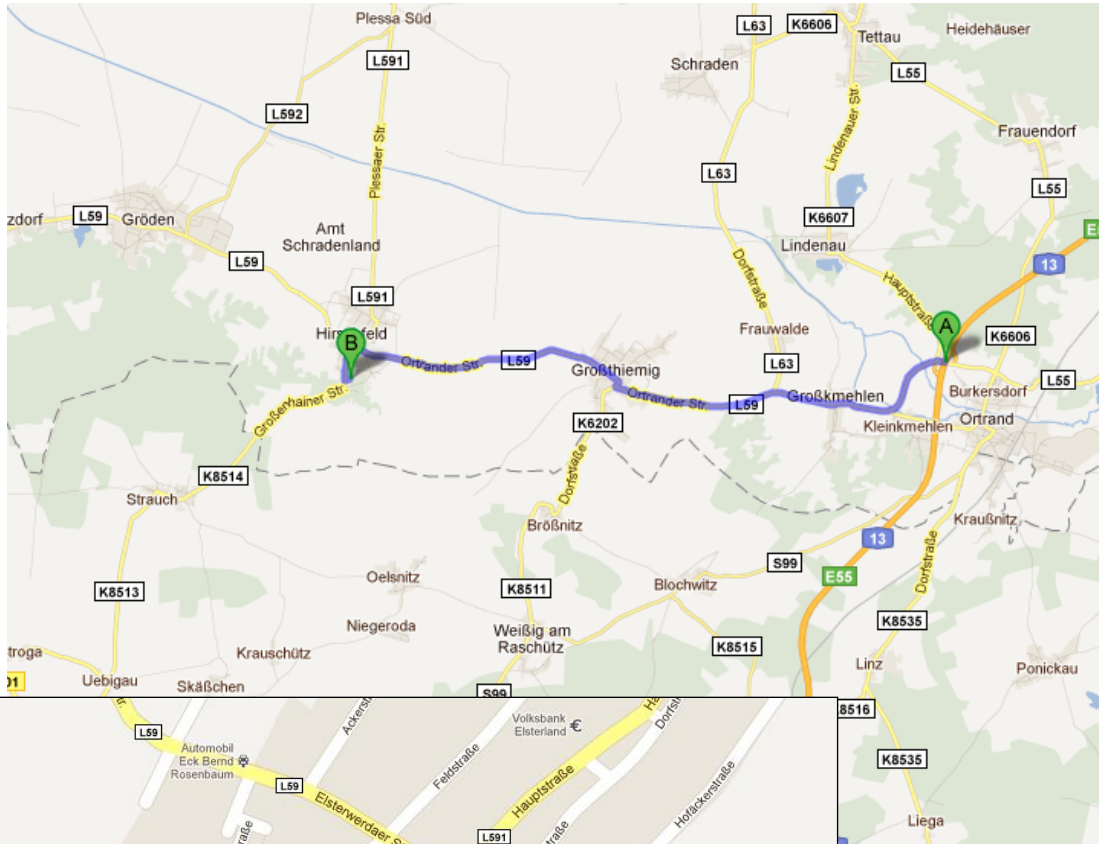 Plessa Süd
L63
K6606
Tettau
Heidehäuser
L591
Schraden
L55
L592
Frauendorf
Plessaer Str.
Lindenauer Str.
L63
L55
L59
Gröden
K6607
Amt
Schradenland
Lindenau
L59
13
Dorfstraße
Hauptstraße
L591
Frauwalde
A
K6606
B
Ortrander Str.
L59
Großthiemig
L63
L55
Burkersdorf
Ortrander Str.
L59
Großkmehlen
Großenhainer Str.
K6202
Kleinkmehlen
Ortrand
K8514
Dorfstraße
Strauch
Brößnitz
Kraußnitz
13
S99
Dorfstraße
Oelsnitz
Blochwitz
E55
K8513
K8511
Niegeroda
Weißig am
Raschütz
K8535
K8515
Krauschütz
Linz
Ponickau
Uebigau
Skäßchen
S99
K8535
Liega
L59
Automobil
Eck Bernd
Rosenbaum
Volksbank
Elsterland
Feldstraße
L59
Hauptstraße
Hofäckerstraße
L591